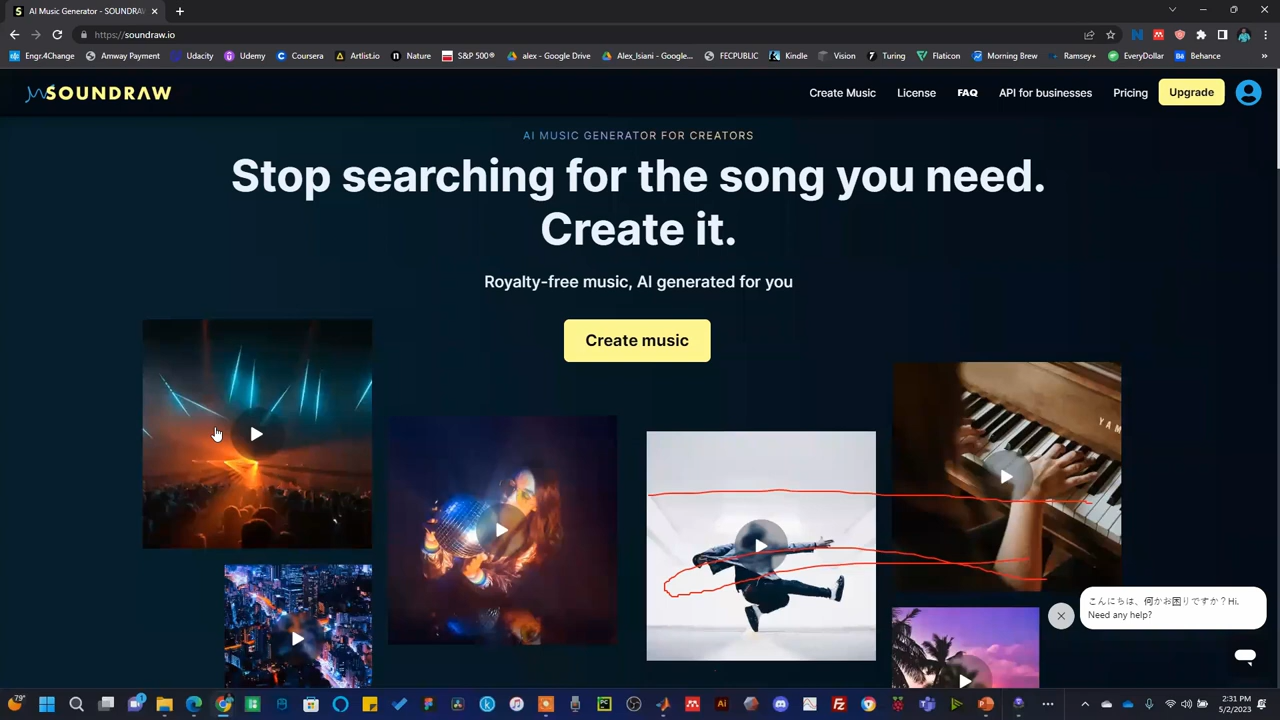 AI Music Generator - SOUNDRAW
https://soundraw.io
Engr.4Change
Amway Payment
Udacity
Udemy
Coursera
Artlist.io
Nature
S&P 500®
alex - Google Drive
Alex_Isiani - Google...
FECPUBLIC
Kindle
Vision
Turing
Flaticon
Morning Brew
Ramsey+
EveryDollar
Behance
SOUNDRAW
Create Music
License
FAQ
API for businesses
Pricing
Upgrade
AI MUSIC GENERATOR FOR CREATORS
Stop searching for the song you need.
Create it.
Royalty-free music, AI generated for you
Create music
YAM
こんにちは、何かお困りですか？Hi.
Need any help?
79°
2:31 PM
5/2/2023